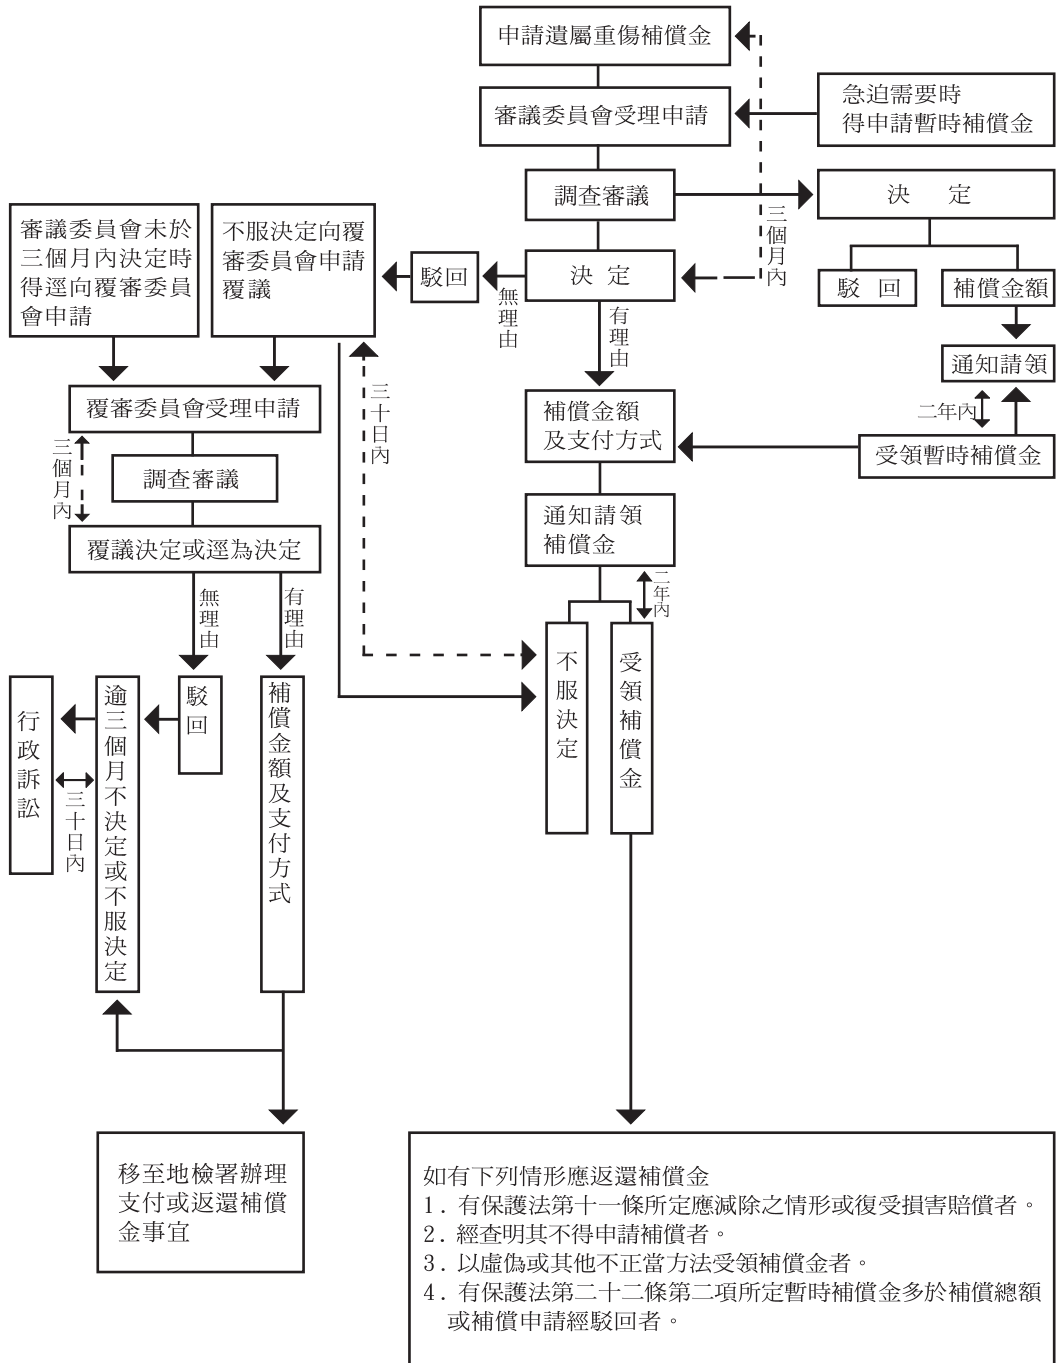 申請遺屬重傷補償金
審議委員會受理申請
急迫需要時
得申請暫時補償金
調查審議
決　定
三個月內
審議委員會未於
三個月內決定時
得逕向覆審委員
會申請
不服決定向覆
審委員會申請
覆議
駁回
無理由
決 定
有理由
駁 回
補償金額
通知請領
二年內
受領暫時補償金
覆審委員會受理申請
三十日內
補償金額
及支付方式
三個月內
調查審議
覆議決定或逕為決定
通知請領
補償金
二年內
無理由
有理由
不服決定
受領補償金
行政訴訟
三十日內
逾三個月不決定或不服決定
駁回
補償金額及支付方式
移至地檢署辦理
支付或返還補償
金事宜
如有下列情形應返還補償金
1. 有保護法第十一條所定應減除之情形或復受損害賠償者。
2. 經查明其不得申請補償者。
3. 以虛偽或其他不正當方法受領補償金者。
4. 有保護法第二十二條第二項所定暫時補償金多於補償總額
或補償申請經駁回者。